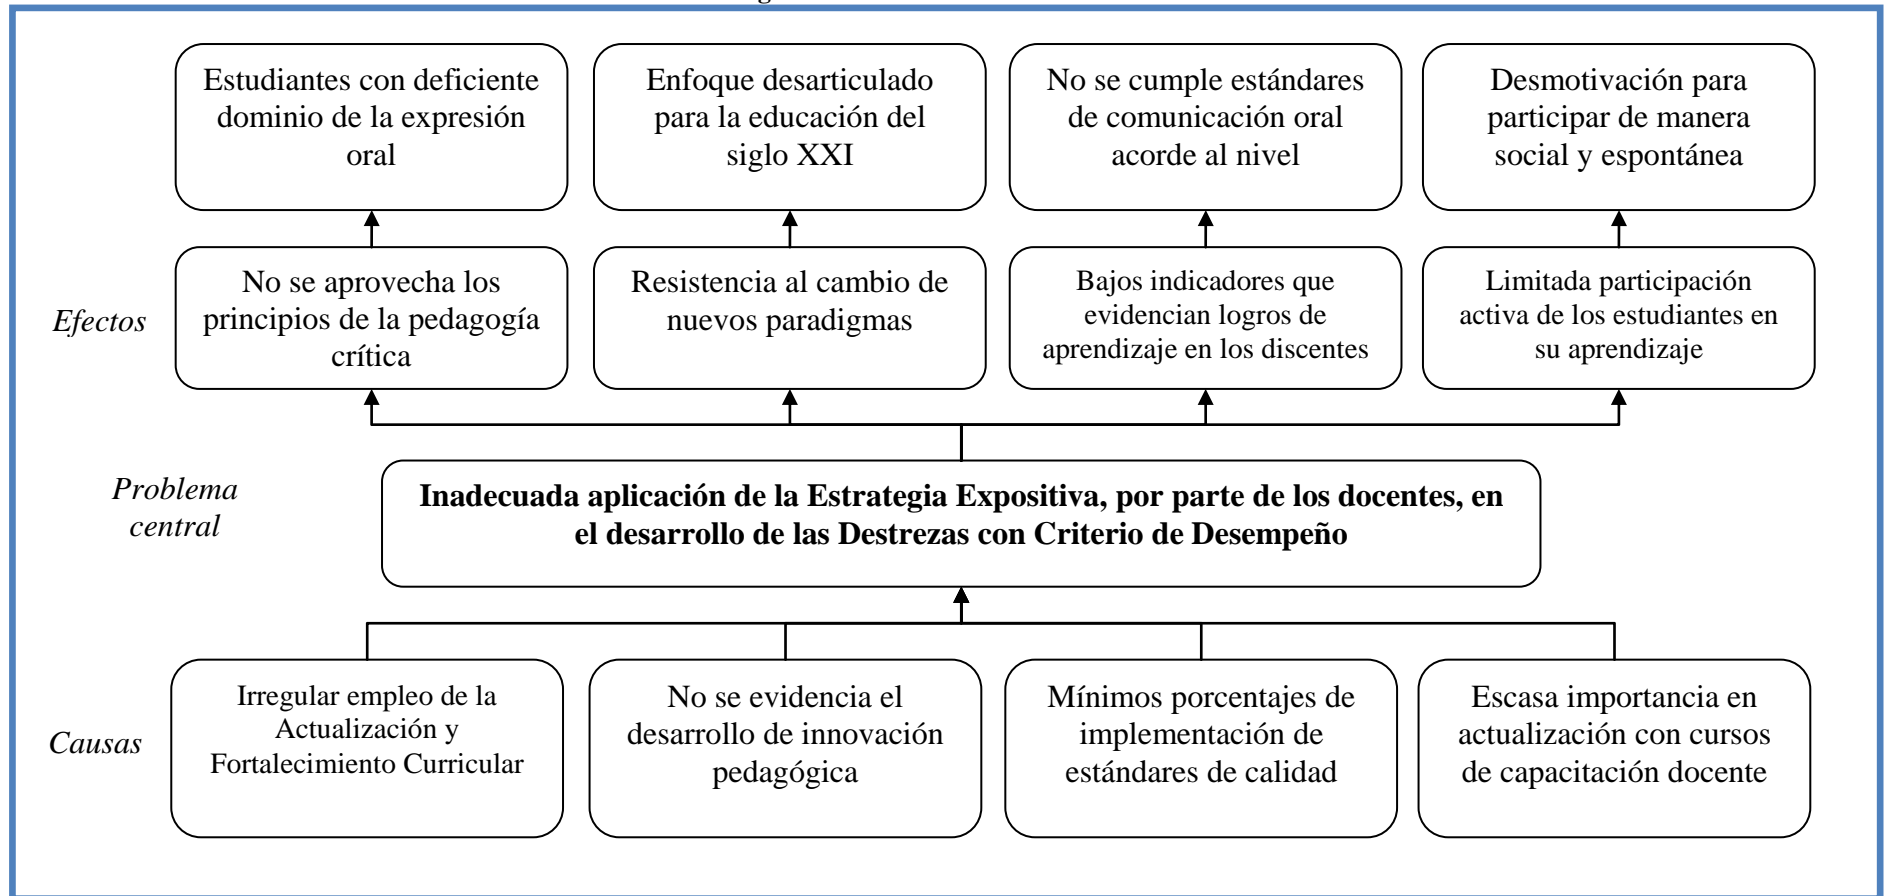 Estudiantes con deficiente
dominio de la expresión
oral
Enfoque desarticulado
para la educación del
siglo XXI
No se cumple estándares
de comunicación oral
acorde al nivel
Desmotivación para
participar de manera
social y espontánea
Efectos
No se aprovecha los
principios de la pedagogía
crítica
Resistencia al cambio de
nuevos paradigmas
Bajos indicadores que
evidencian logros de
aprendizaje en los discentes
Limitada participación
activa de los estudiantes en
su aprendizaje
Problema
central
Inadecuada aplicación de la Estrategia Expositiva, por parte de los docentes, en
el desarrollo de las Destrezas con Criterio de Desempeño
Causas
Irregular empleo de la
Actualización y
Fortalecimiento Curricular
No se evidencia el
desarrollo de innovación
pedagógica
Mínimos porcentajes de
implementación de
estándares de calidad
Escasa importancia en
actualización con cursos
de capacitación docente